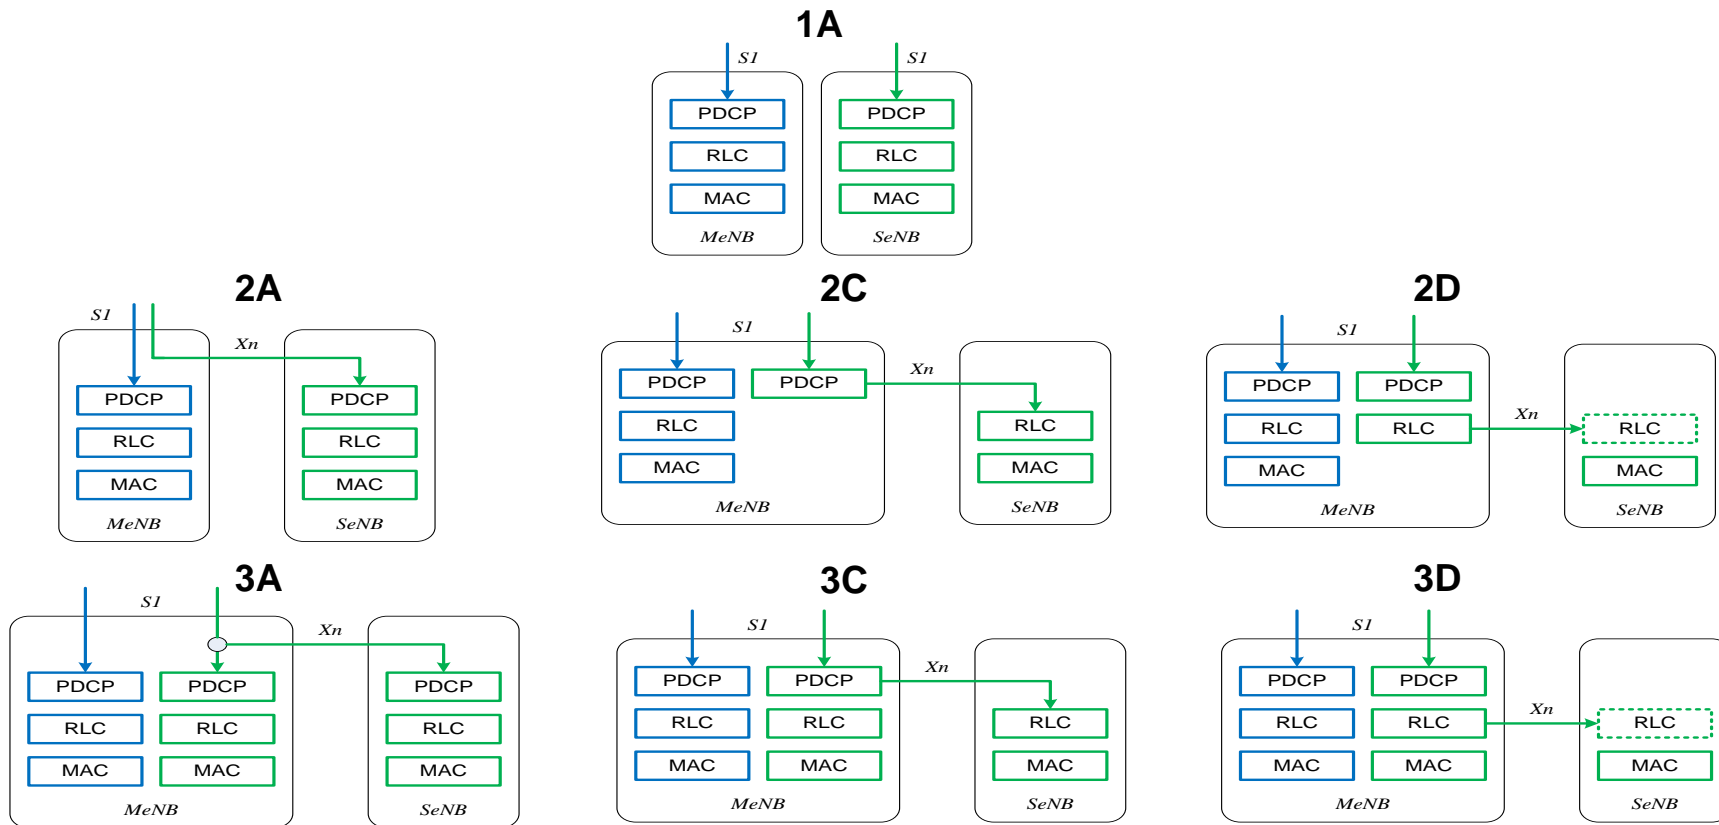 1A
S1 S1
PDCP PDCP
RLC RLC
MAC MAC
MeNB SeNB
2A 2C 2D
S1 Xn
PDCP PDCP
RLC RLC
MAC MAC
MeNB SeNB
S1
PDCP PDCP Xn
RLC RLC
MAC MAC
MeNB SeNB
S1
PDCP PDCP
RLC RLC Xn RLC
MAC MAC
MeNB SeNB
3A 3C 3D
S1 Xn
PDCP PDCP PDCP
RLC RLC RLC
MAC MAC MAC
MeNB SeNB
S1
PDCP PDCP Xn
RLC RLC RLC
MAC MAC MAC
MeNB SeNB
S1
PDCP PDCP
RLC RLC Xn RLC
MAC MAC MAC
MeNB SeNB